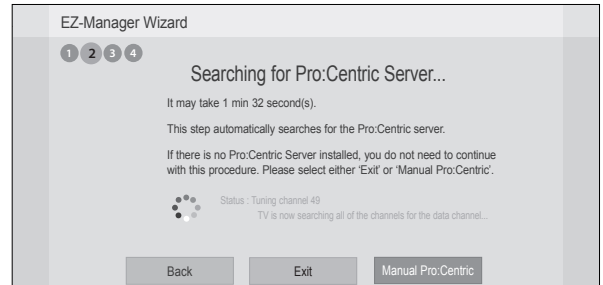 EZ-Manager Wizard
1 2 3 4
Searching for Pro:Centric Server...
It may take 1 min 32 second(s).
This step automatically searches for the Pro:Centric server.
If there is no Pro:Centric Server installed, you do not need to continue
with this procedure. Please select either ‘Exit’ or ‘Manual Pro:Centric’.
Status : Tuning channel 49
TV is now searching all of the channels for the data channel...
Back Exit Manual Pro:Centric